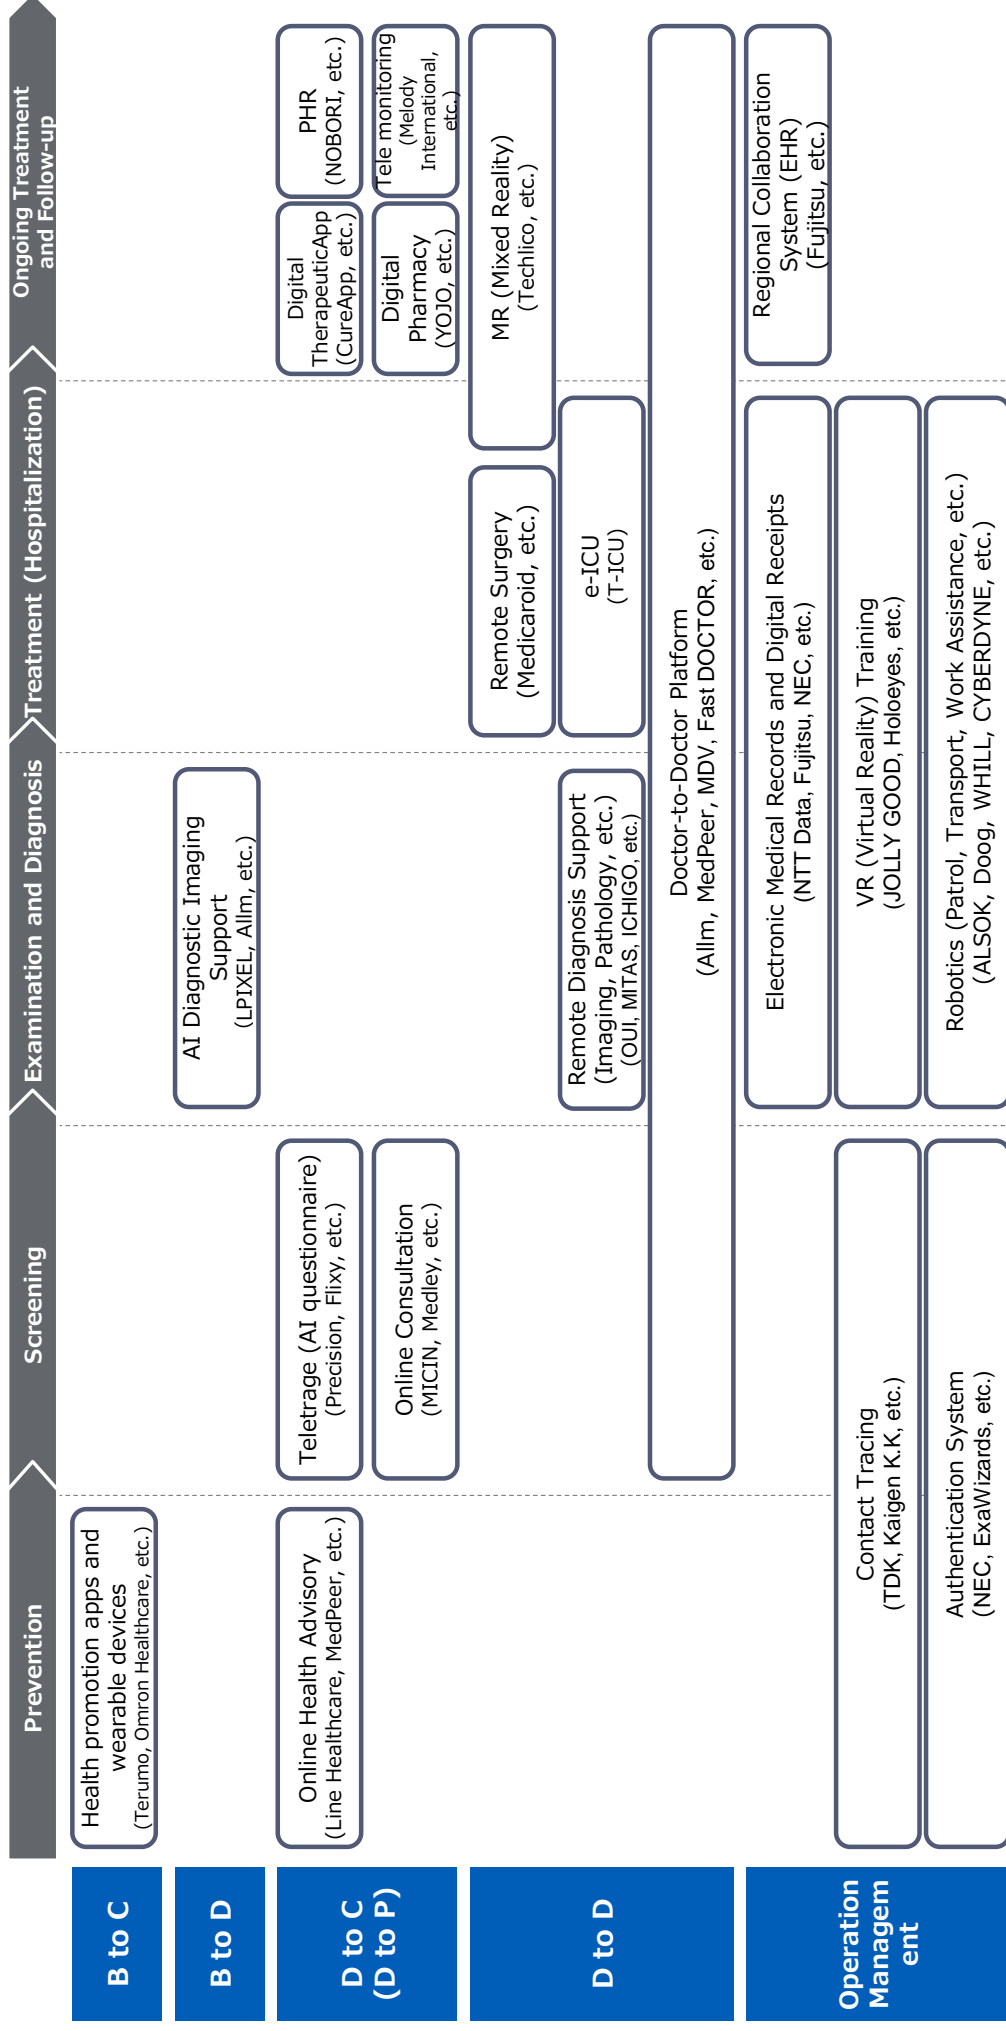 Prevention
Screening
Examination and Diagnosis
Treatment (Hospitalization)
Ongoing Treatment
and Follow-up
B to C
Health promotion apps and
wearable devices
(Terumo, Omron Healthcare, etc.)
B to D
AI Diagnostic Imaging
Support
(LPIXEL, Allm, etc.)
D to C
(D to P)
Online Health Advisory
(Line Healthcare, MedPeer, etc.)
Teletrage (AI questionnaire)
(Precision, Flixy, etc.)
Digital
TherapeuticApp
(CureApp, etc.)
PHR
(NOBORI, etc.)
Online Consultation
(MICIN, Medley, etc.)
Digital
Pharmacy
(YOJO, etc.)
Tele monitoring
(Melody
International,
etc.)
D to D
Remote Surgery
(Medicaroid, etc.)
MR (Mixed Reality)
(Techlico, etc.)
Remote Diagnosis Support
(Imaging, Pathology, etc.)
(OUI, MITAS, ICHIGO, etc.)
e-ICU
(T-ICU)
Doctor-to-Doctor Platform
(Allm, MedPeer, MDV, Fast DOCTOR, etc.)
Operation
Managem
ent
Electronic Medical Records and Digital Receipts
(NTT Data, Fujitsu, NEC, etc.)
Regional Collaboration
System (EHR)
(Fujitsu, etc.)
Contact Tracing
(TDK, Kaigen K.K, etc.)
VR (Virtual Reality) Training
(JOLLY GOOD, Holoeyes, etc.)
Authentication System
(NEC, ExaWizards, etc.)
Robotics (Patrol, Transport, Work Assistance, etc.)
(ALSOK, Doog, WHILL, CYBERDYNE, etc.)